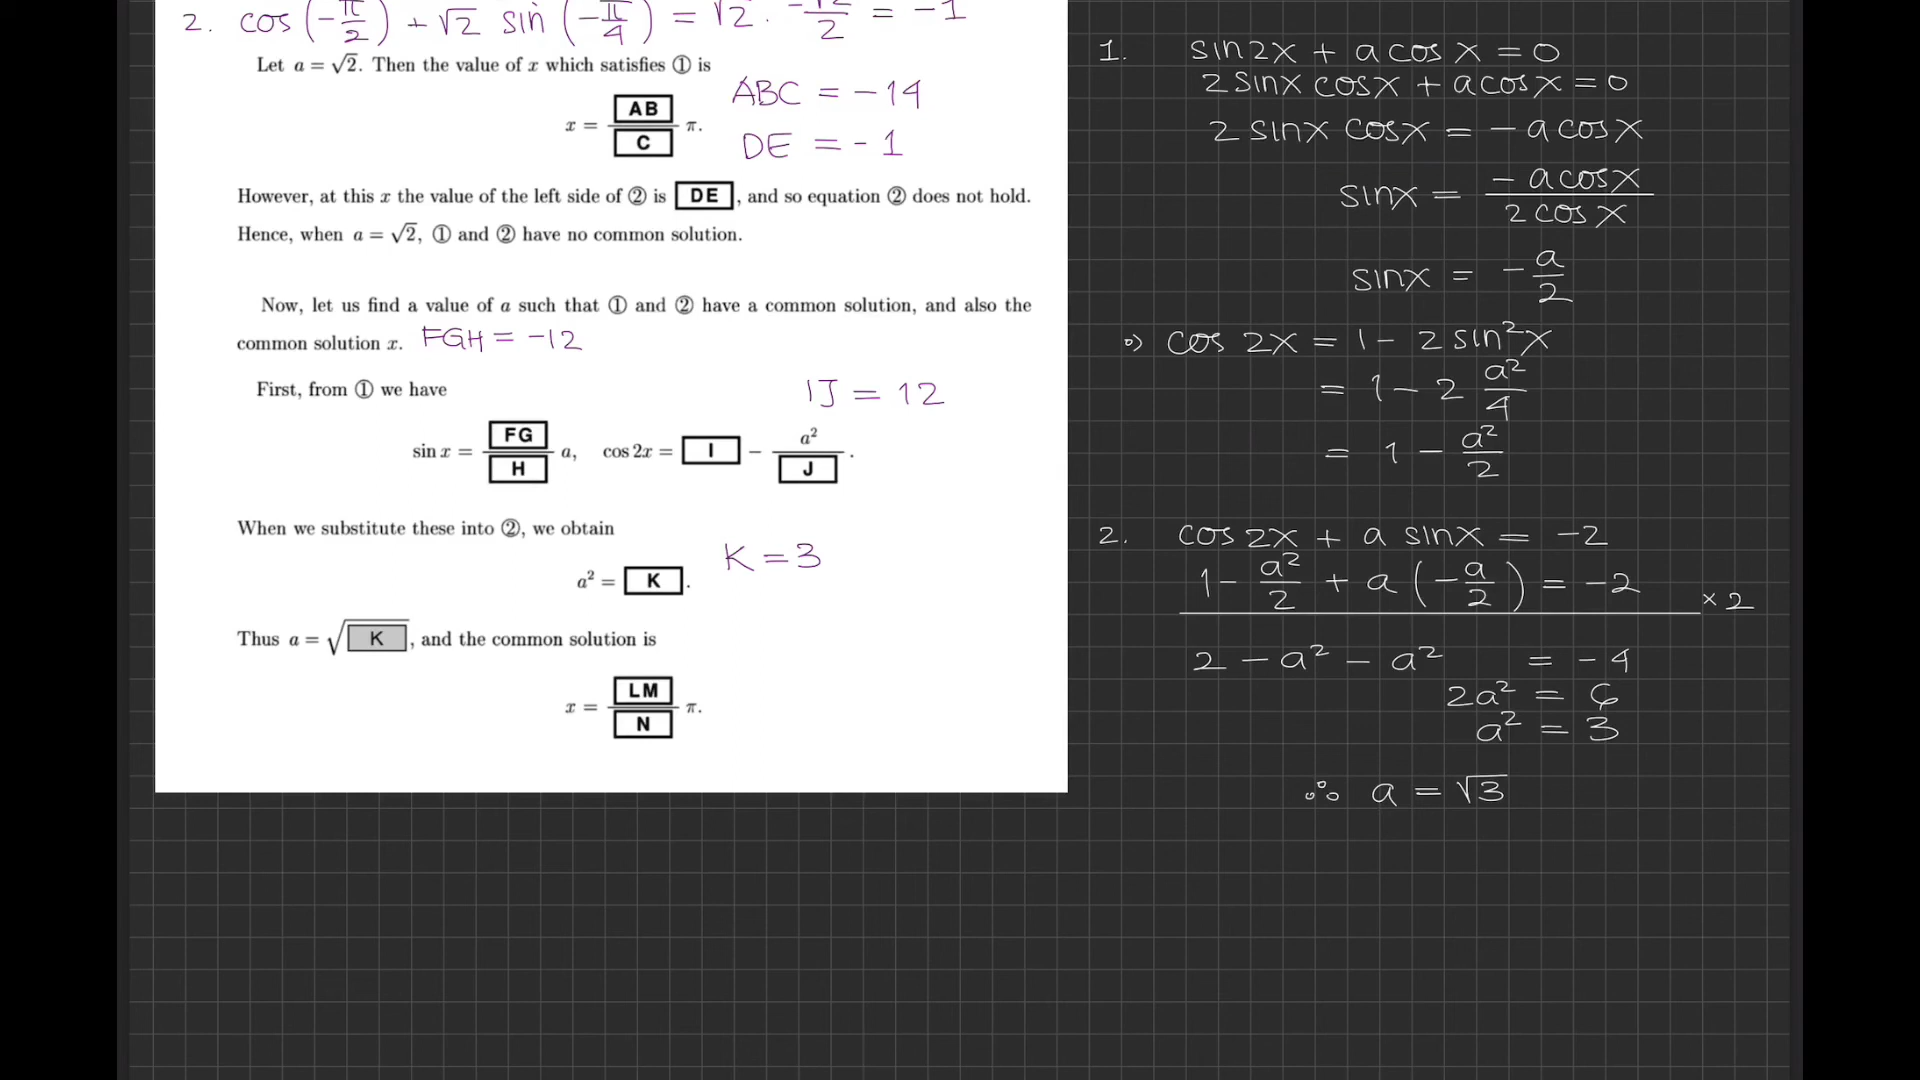 2. cos(-π/2) + √2 sin(-π/4) = √2 · -√2/2 = -1
Let a = √2. Then the value of x which satisfies ① is
ABC = -14
x = AB/C π.
DE = -1
However, at this x the value of the left side of ② is DE, and so equation ② does not hold.
Hence, when a = √2, ① and ② have no common solution.
Now, let us find a value of a such that ① and ② have a common solution, and also the
common solution x. FGH = -12
First, from ① we have
IJ = 12
sin x = FG/H a, cos 2x = I - a²/J.
When we substitute these into ②, we obtain
K = 3
a² = K.
Thus a = √K, and the common solution is
x = LM/N π.
1. sin2x + a cos x = 0
2 sinx cosx + a cosx = 0
2 sinx cosx = - a cosx
sinx = - a cosx / 2 cosx
sinx = - a/2
cos 2x = 1 - 2 sin²x
= 1 - 2 a²/4
= 1 - a²/2
2. cos 2x + a sinx = -2
1 - a²/2 + a (- a/2) = -2 ×2
2 - a² - a² = -4
2a² = 6
a² = 3
∴ a = √3